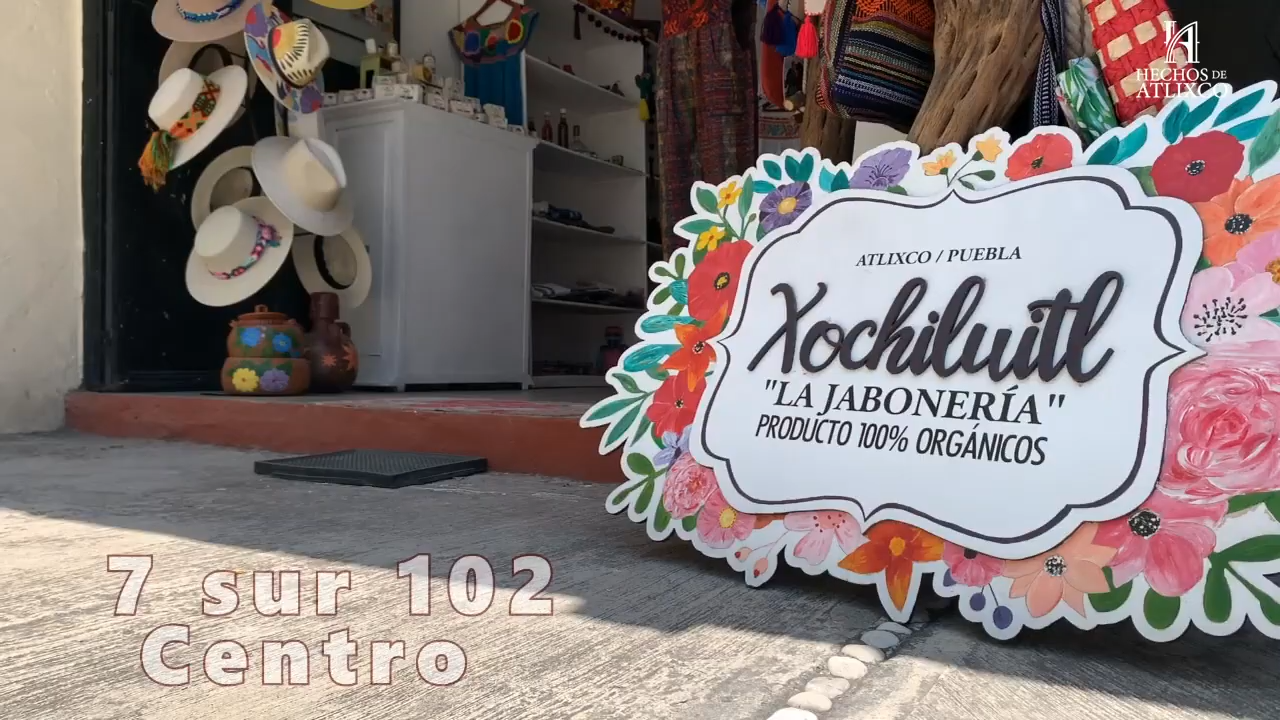 HECHOS DE
ATLIXCO
ATLIXCO / PUEBLA
Xochiluitl
"LA JABONERÍA"
PRODUCTO 100% ORGÁNICOS
7 sur 102
Centro